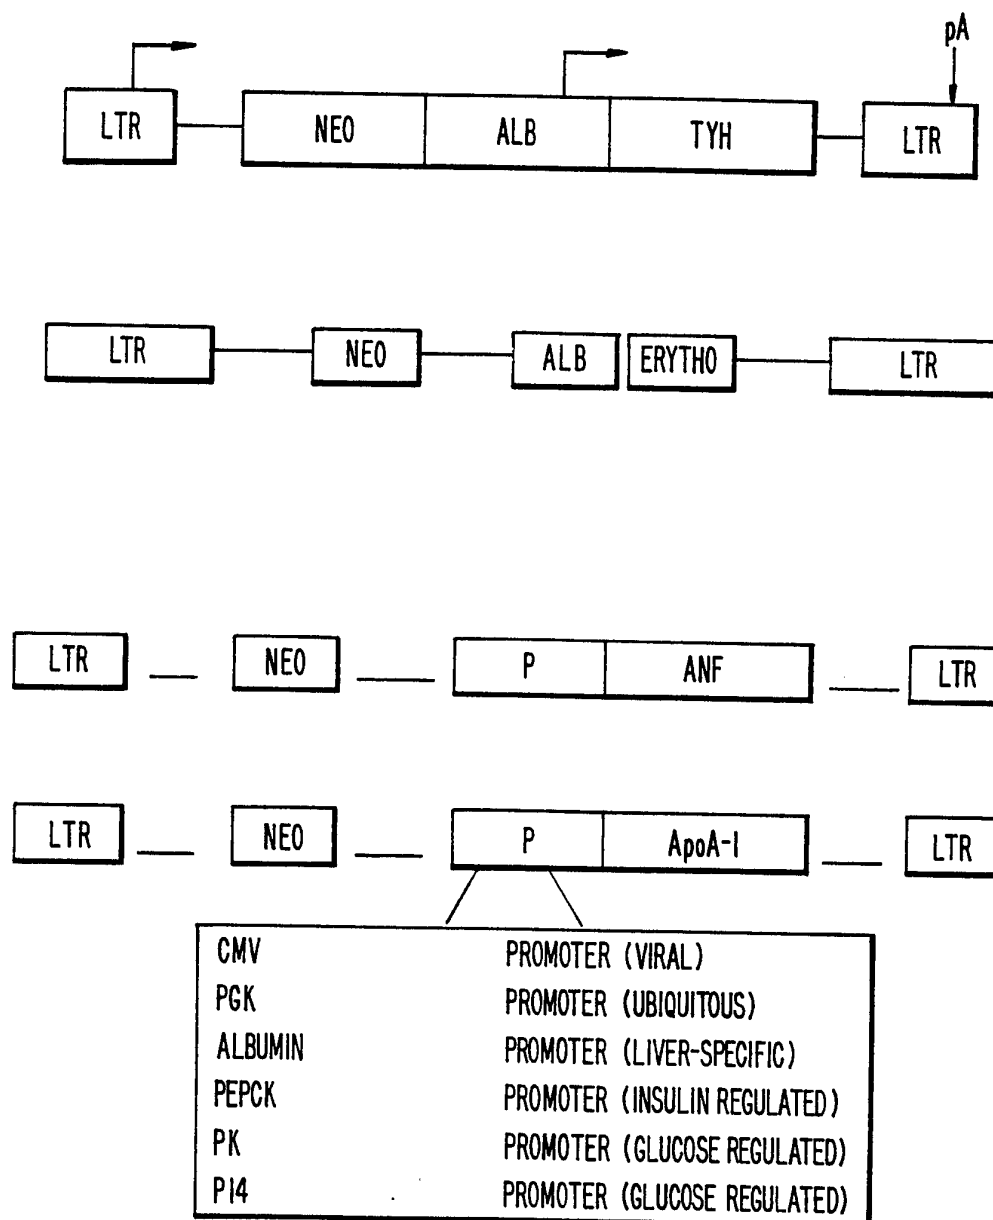 pA
LTR NEO ALB TYH LTR
LTR NEO ALB ERYTHO LTR
LTR NEO P ANF LTR
LTR NEO P ApoA-I LTR
CMV PROMOTER (VIRAL)
PGK PROMOTER (UBIQUITOUS)
ALBUMIN PROMOTER (LIVER-SPECIFIC)
PEPCK PROMOTER (INSULIN REGULATED)
PK PROMOTER (GLUCOSE REGULATED)
P14 PROMOTER (GLUCOSE REGULATED)